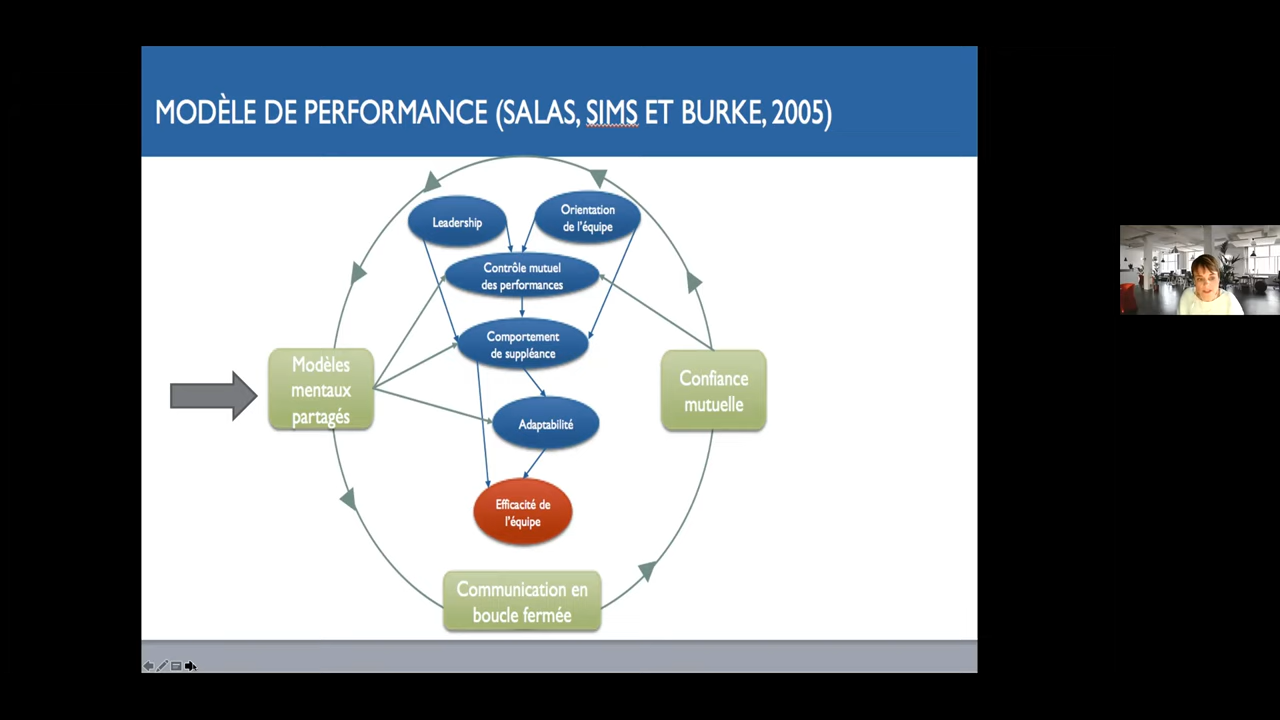 MODÈLE DE PERFORMANCE (SALAS, SIMS ET BURKE, 2005)
Leadership
Orientation
de l'équipe
Contrôle mutuel
des performances
Comportement
de suppléance
Modèles
mentaux
partagés
Confiance
mutuelle
Adaptabilité
Efficacité de
l'équipe
Communication en
boucle fermée